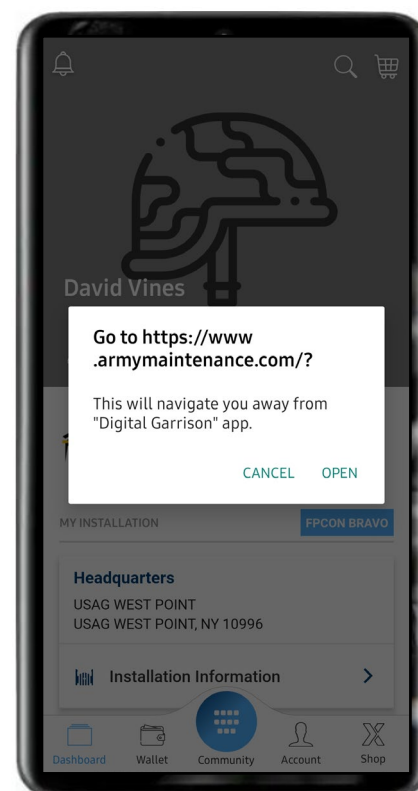 David Vines
Go to https://www
.armymaintenance.com/?
This will navigate you away from
"Digital Garrison" app.
CANCEL OPEN
MY INSTALLATION FPCON BRAVO
Headquarters
USAG WEST POINT
USAG WEST POINT, NY 10996
Installation Information
Dashboard Wallet Community Account Shop